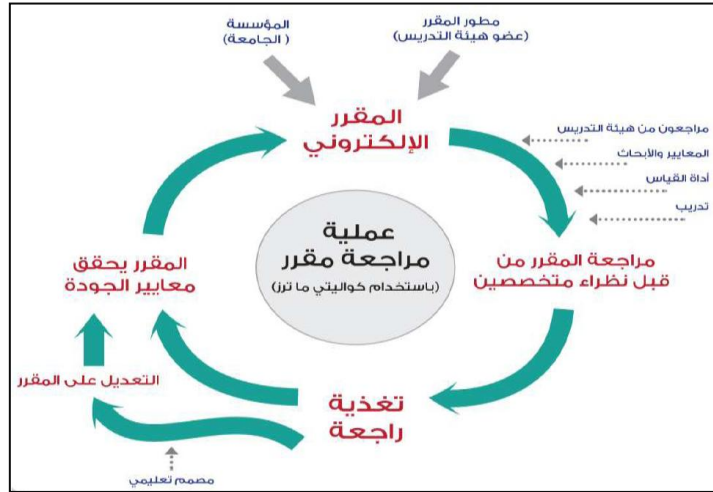 المؤسسة
(الجامعة)
مطور المقرر
(عضو هيئة التدريس)
المقرر
الإلكتروني
مراجعون من هيئة التدريس
المعايير والأبحاث
أداة القياس
تدريب
مراجعة المقرر من
قبل نظراء متخصصين
عملية
مراجعة مقرر
(باستخدام كواليتي ماترز)
المقرر يحقق
معايير الجودة
التعديل على المقرر
تغذية
راجعة
مصمم تعليمي